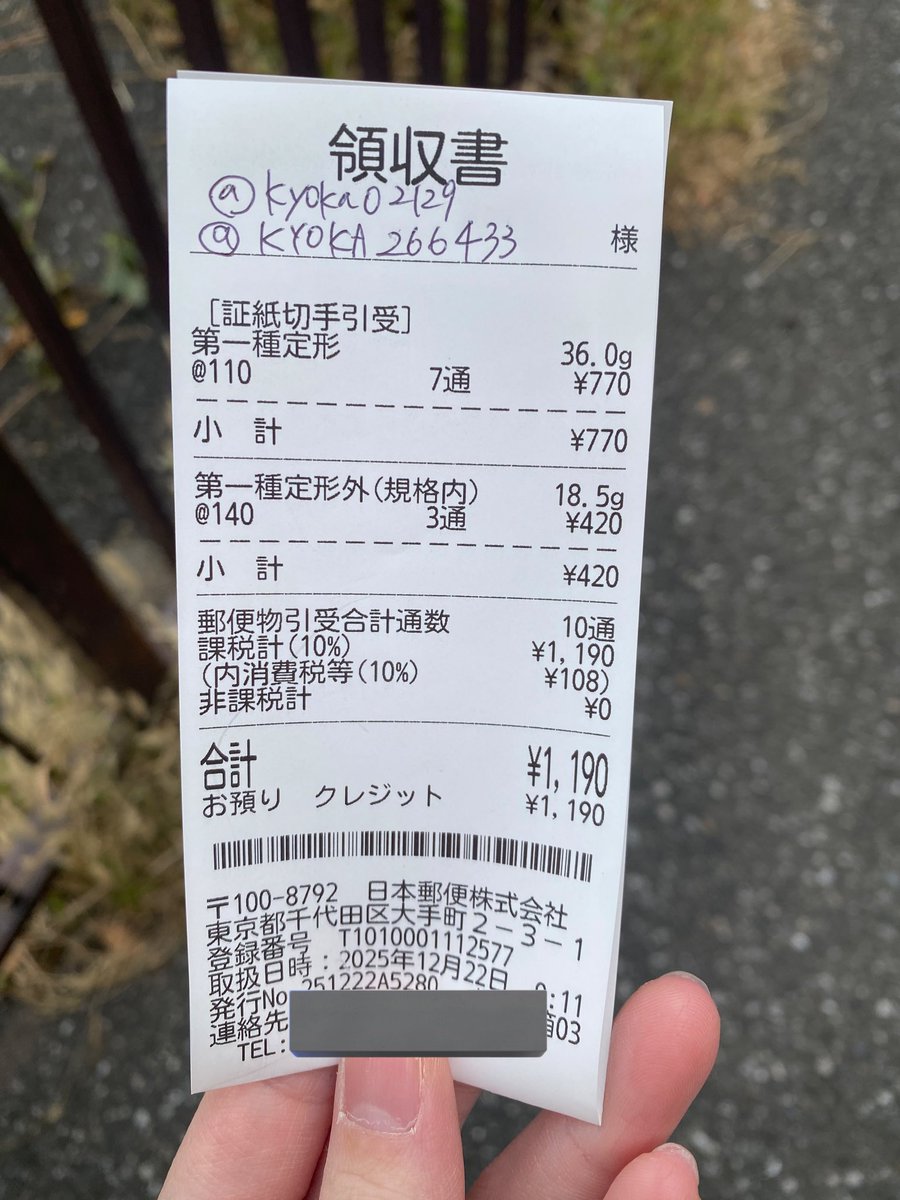 領収書
@kyoka02129
@KYOKA266433 様
[証紙切手引受]
第一種定形 36.0g
@110 7通 ¥770
小 計 ¥770
第一種定形外(規格内) 18.5g
@140 3通 ¥420
小 計 ¥420
郵便物引受合計通数 10通
課税計(10%) ¥1,190
(内消費税等(10%) ¥108)
非課税計 ¥0
合計 ¥1,190
お預り クレジット ¥1,190
〒100-8792 日本郵便株式会社
東京都千代田区大手町2-3-1
登録番号 T1010001112577
取扱日時:2025年12月22日 :11
発行No. 251222A5280 03
連絡先
TEL: